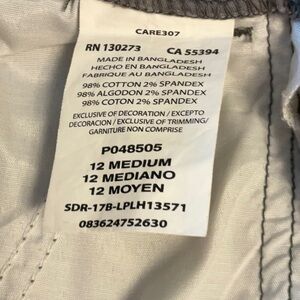 CARE307
RN 130273 CA 55394
MADE IN BANGLADESH
HECHO EN BANGLADESH
FABRIQUE AU BANGLADESH
98% COTTON 2% SPANDEX
98% ALGODON 2% SPANDEX
98% COTON 2% SPANDEX
EXCLUSIVE OF DECORATION / EXCEPTO
DECORACION / EXCLUSIVE OF TRIMMING/
GARNITURE NON COMPRISE
P048505
12 MEDIUM
12 MEDIANO
12 MOYEN
SDR-17B-LPLH13571
083624752630